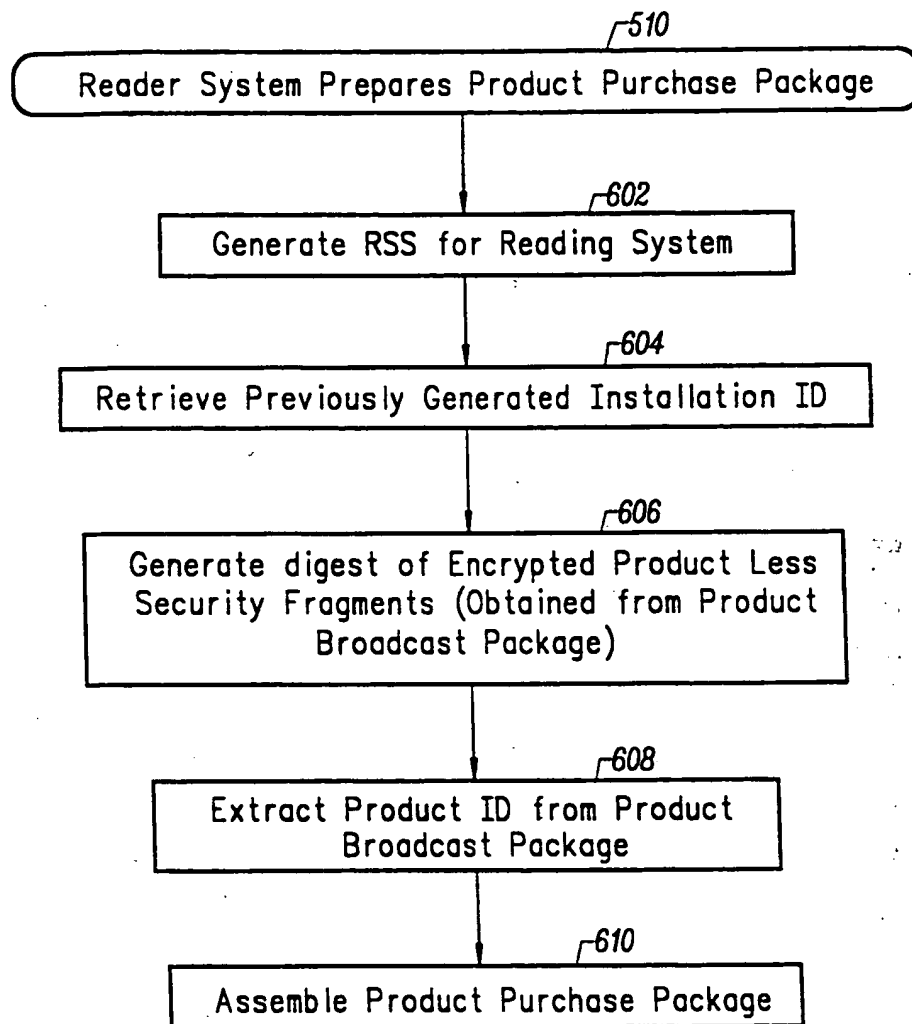 510
Reader System Prepares Product Purchase Package
602
Generate RSS for Reading System
604
Retrieve Previously Generated Installation ID
606
Generate digest of Encrypted Product Less
Security Fragments (Obtained from Product
Broadcast Package)
608
Extract Product ID from Product
Broadcast Package
610
Assemble Product Purchase Package